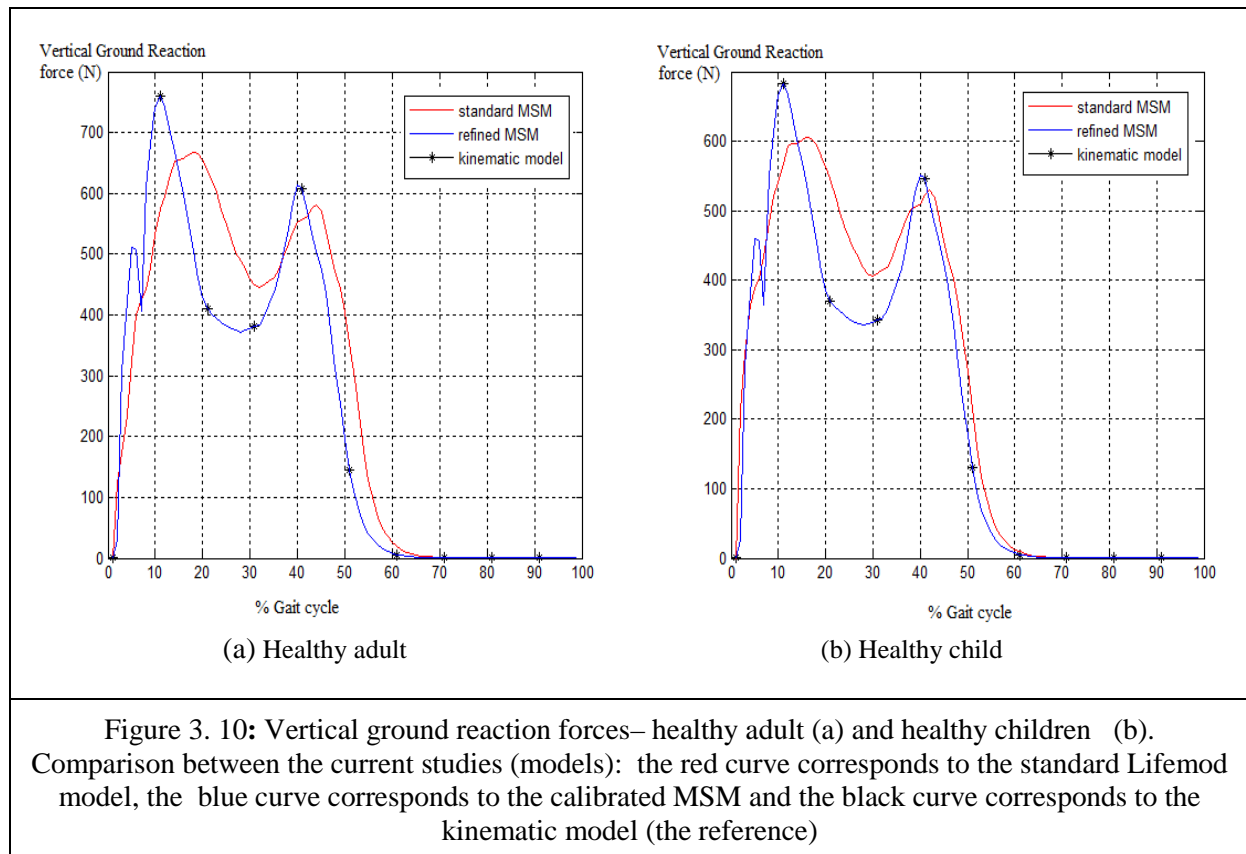 Vertical Ground Reaction
force (N)
standard MSM
refined MSM
kinematic model
700
600
500
400
300
200
100
0
0 10 20 30 40 50 60 70 80 90 100
% Gait cycle
(a) Healthy adult
Vertical Ground Reaction
force (N)
standard MSM
refined MSM
kinematic model
600
500
400
300
200
100
0
0 10 20 30 40 50 60 70 80 90 100
% Gait cycle
(b) Healthy child
Figure 3. 10: Vertical ground reaction forces– healthy adult (a) and healthy children (b).
Comparison between the current studies (models): the red curve corresponds to the standard Lifemod
model, the blue curve corresponds to the calibrated MSM and the black curve corresponds to the
kinematic model (the reference)